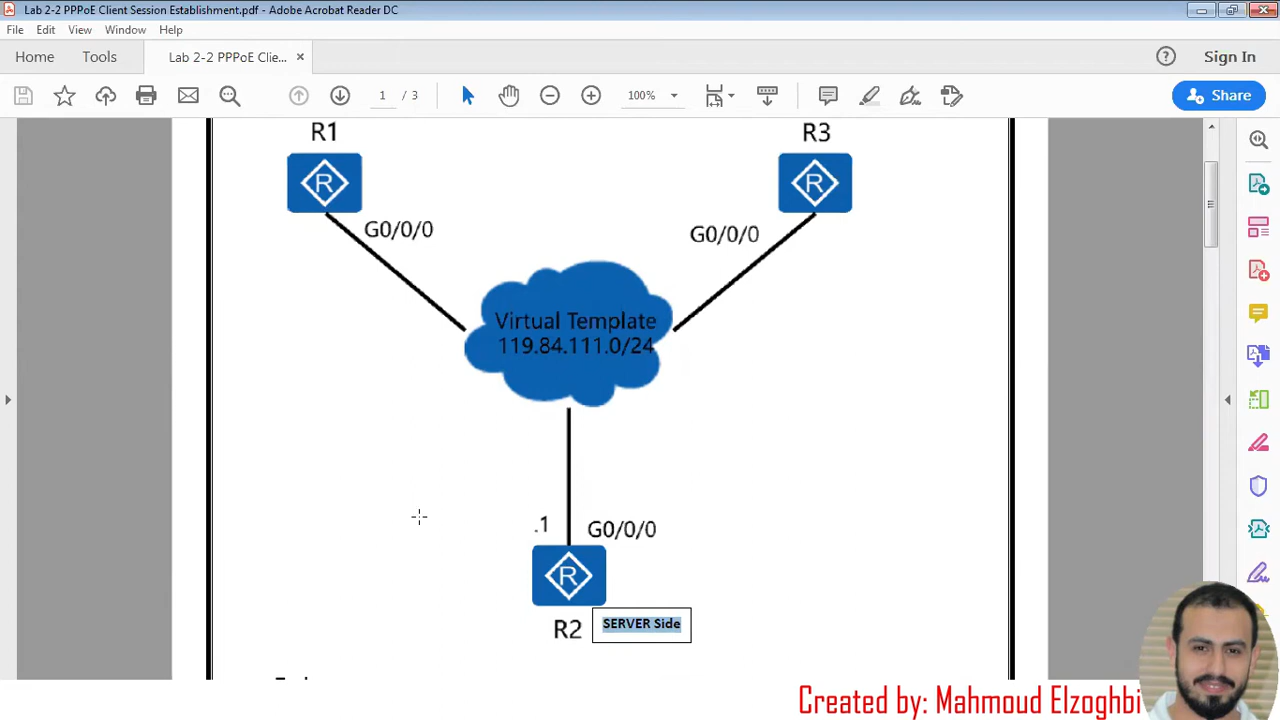 Lab 2-2 PPPoE Client Session Establishment.pdf - Adobe Acrobat Reader DC
File Edit View Window Help
Home Tools Lab 2-2 PPPoE Clie... × ? Sign In
1 / 3 100% Share
R1 R3
R R
G0/0/0 G0/0/0
Virtual Template
119.84.111.0/24
.1 G0/0/0
R
R2 SERVER Side
Created by: Mahmoud Elzoghbi